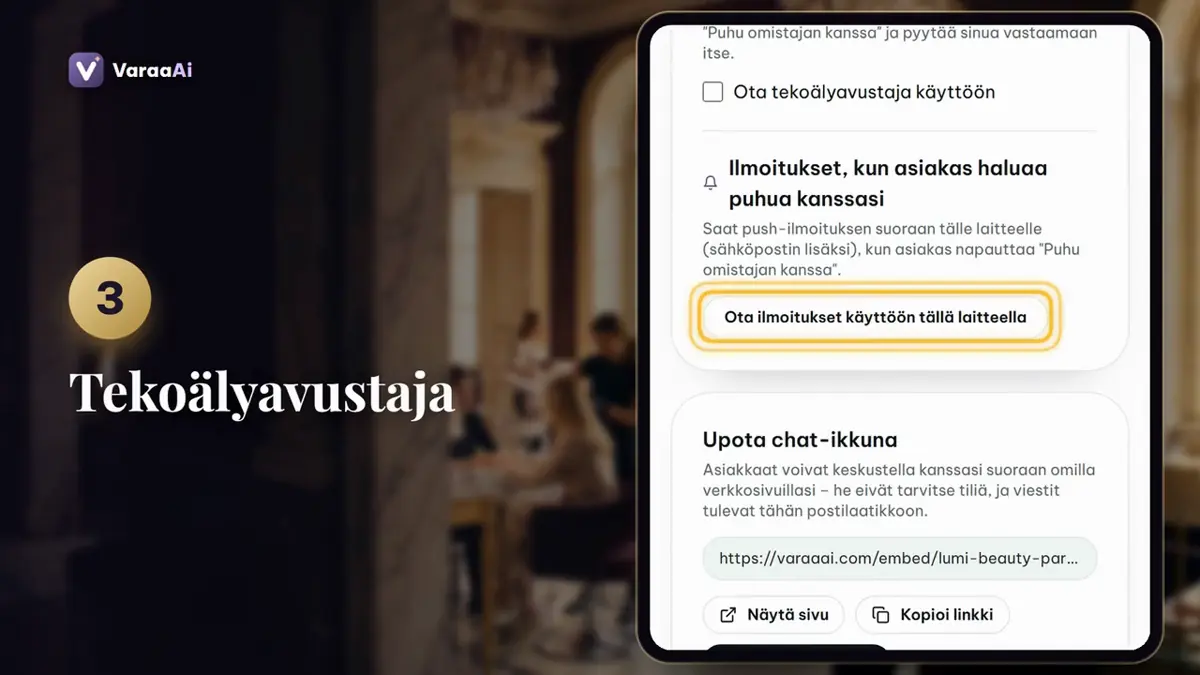 VaraaAi
3
Tekoälyavustaja
"Puhu omistajan kanssa" ja pyytää sinua vastaamaan
itse.
Ota tekoälyavustaja käyttöön
Ilmoitukset, kun asiakas haluaa
puhua kanssasi
Saat push-ilmoituksen suoraan tälle laitteelle
(sähköpostin lisäksi), kun asiakas napauttaa "Puhu
omistajan kanssa".
Ota ilmoitukset käyttöön tällä laitteella
Upota chat-ikkuna
Asiakkaat voivat keskustella kanssasi suoraan omilla
verkkosivuillasi – he eivät tarvitse tiliä, ja viestit
tulevat tähän postilaatikkoon.
https://varaaai.com/embed/lumi-beauty-par...
Näytä sivu
Kopioi linkki